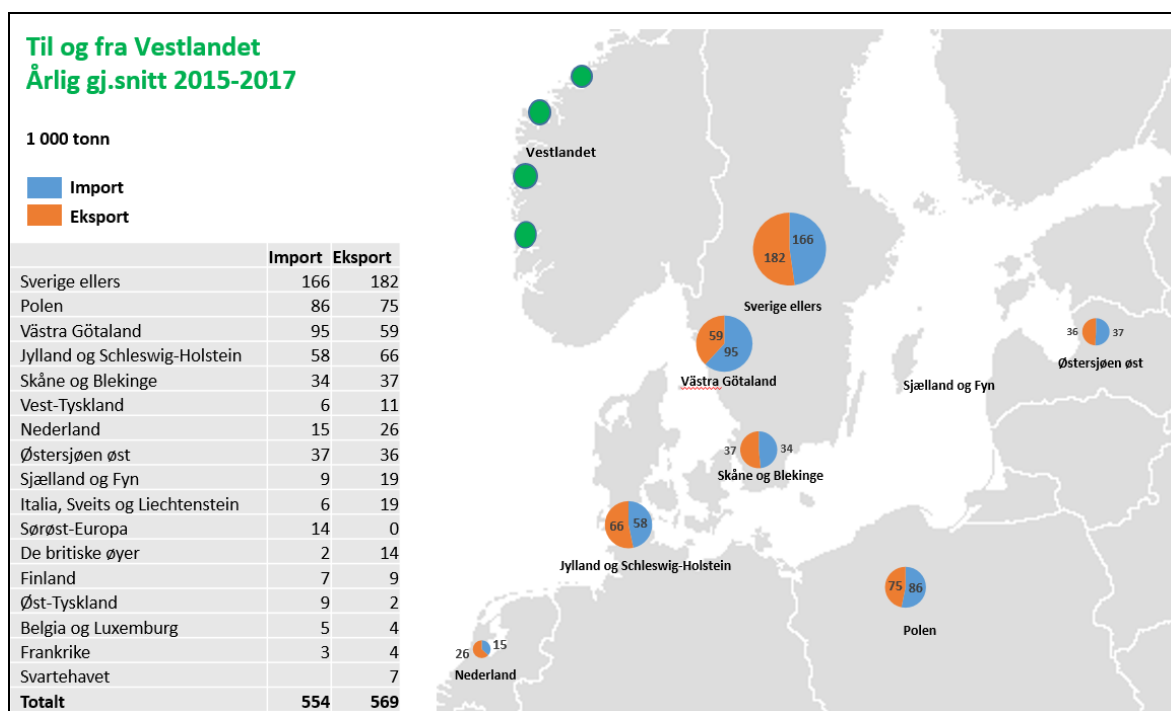 Til og fra Vestlandet
Årlig gj.snitt 2015-2017
1 000 tonn
Import
Eksport
Import Eksport
Sverige ellers 166 182
Polen 86 75
Västra Götaland 95 59
Jylland og Schleswig-Holstein 58 66
Skåne og Blekinge 34 37
Vest-Tyskland 6 11
Nederland 15 26
Østersjøen øst 37 36
Sjælland og Fyn 9 19
Italia, Sveits og Liechtenstein 6 19
Sørøst-Europa 14 0
De britiske øyer 2 14
Finland 7 9
Øst-Tyskland 9 2
Belgia og Luxemburg 5 4
Frankrike 3 4
Svartehavet 7
Totalt 554 569
Vestlandet
166
182
Sverige ellers
59
95
Västra Götaland
36 37
Østersjøen øst
Sjælland og Fyn
37 34
Skåne og Blekinge
66 58
Jylland og Schleswig-Holstein
75 86
Polen
26 15
Nederland